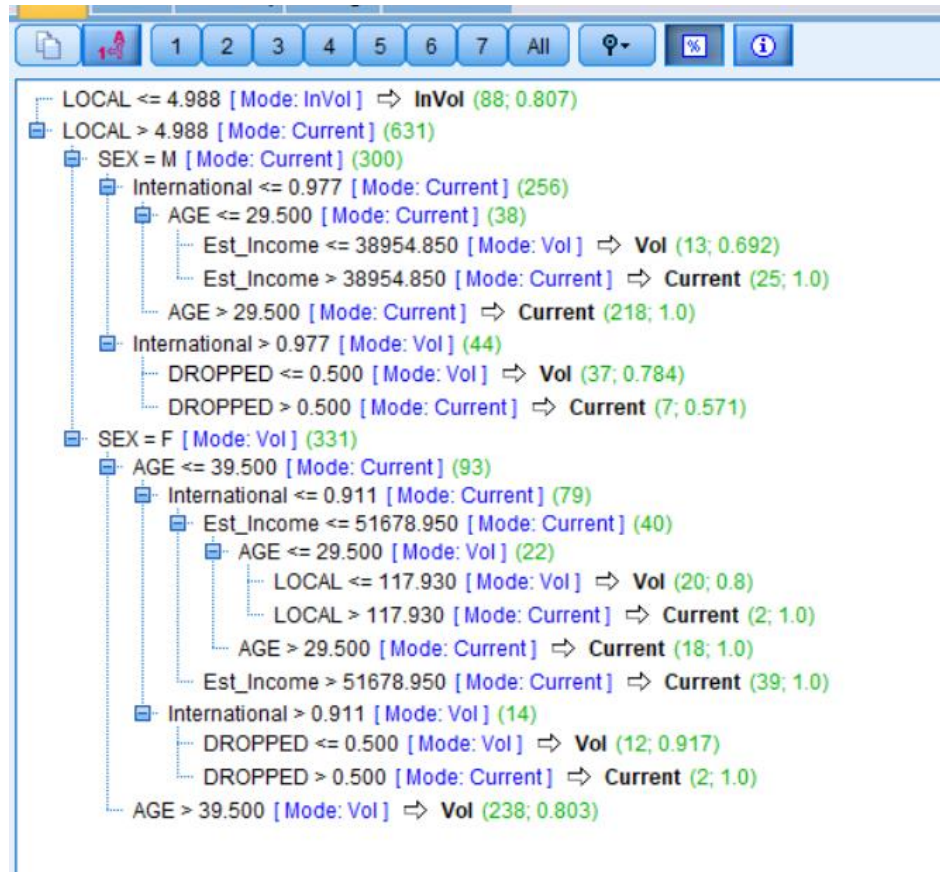 1 2 3 4 5 6 7 All %
LOCAL <= 4.988 [Mode: InVol] ⇨ InVol (88; 0.807)
LOCAL > 4.988 [Mode: Current] (631)
SEX = M [Mode: Current] (300)
International <= 0.977 [Mode: Current] (256)
AGE <= 29.500 [Mode: Current] (38)
Est_Income <= 38954.850 [Mode: Vol] ⇨ Vol (13; 0.692)
Est_Income > 38954.850 [Mode: Current] ⇨ Current (25; 1.0)
AGE > 29.500 [Mode: Current] ⇨ Current (218; 1.0)
International > 0.977 [Mode: Vol] (44)
DROPPED <= 0.500 [Mode: Vol] ⇨ Vol (37; 0.784)
DROPPED > 0.500 [Mode: Current] ⇨ Current (7; 0.571)
SEX = F [Mode: Vol] (331)
AGE <= 39.500 [Mode: Current] (93)
International <= 0.911 [Mode: Current] (79)
Est_Income <= 51678.950 [Mode: Current] (40)
AGE <= 29.500 [Mode: Vol] (22)
LOCAL <= 117.930 [Mode: Vol] ⇨ Vol (20; 0.8)
LOCAL > 117.930 [Mode: Current] ⇨ Current (2; 1.0)
AGE > 29.500 [Mode: Current] ⇨ Current (18; 1.0)
Est_Income > 51678.950 [Mode: Current] ⇨ Current (39; 1.0)
International > 0.911 [Mode: Vol] (14)
DROPPED <= 0.500 [Mode: Vol] ⇨ Vol (12; 0.917)
DROPPED > 0.500 [Mode: Current] ⇨ Current (2; 1.0)
AGE > 39.500 [Mode: Vol] ⇨ Vol (238; 0.803)